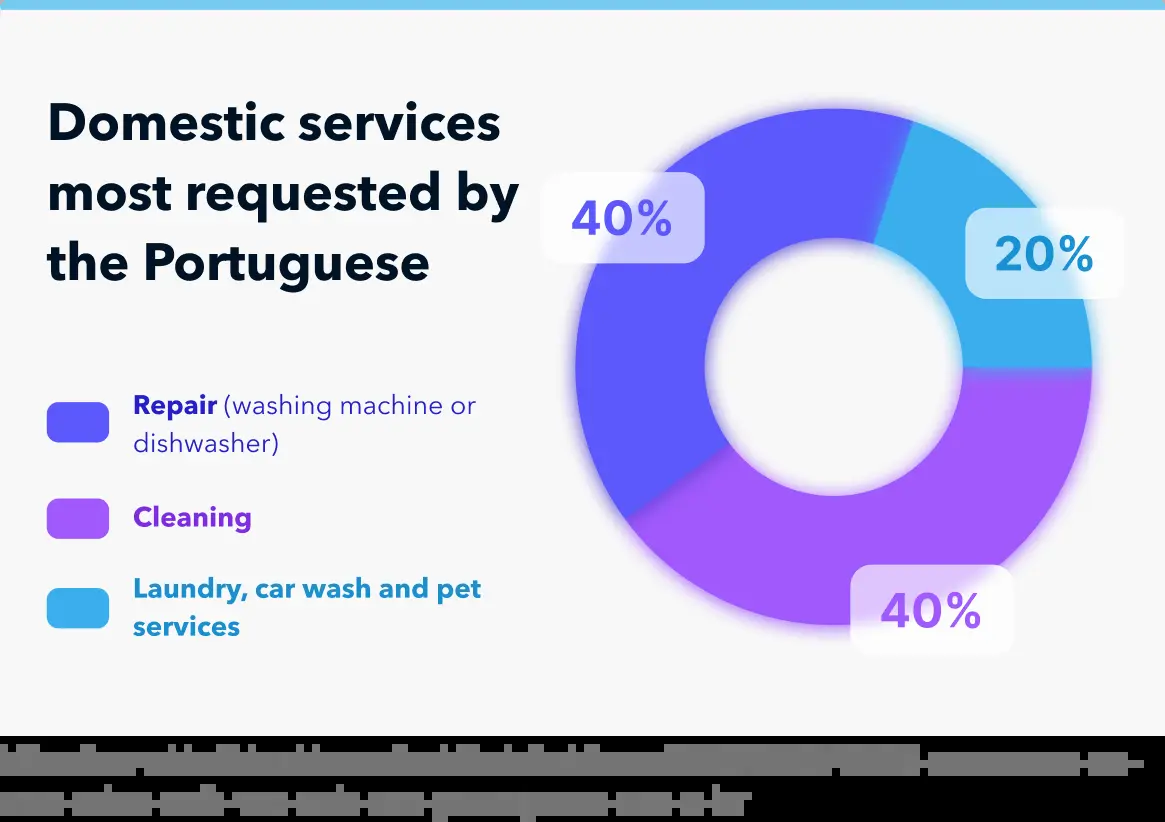 Domestic services
most requested by
the Portuguese
40%
20%
Repair (washing machine or
dishwasher)
Cleaning
Laundry, car wash and pet
services
40%